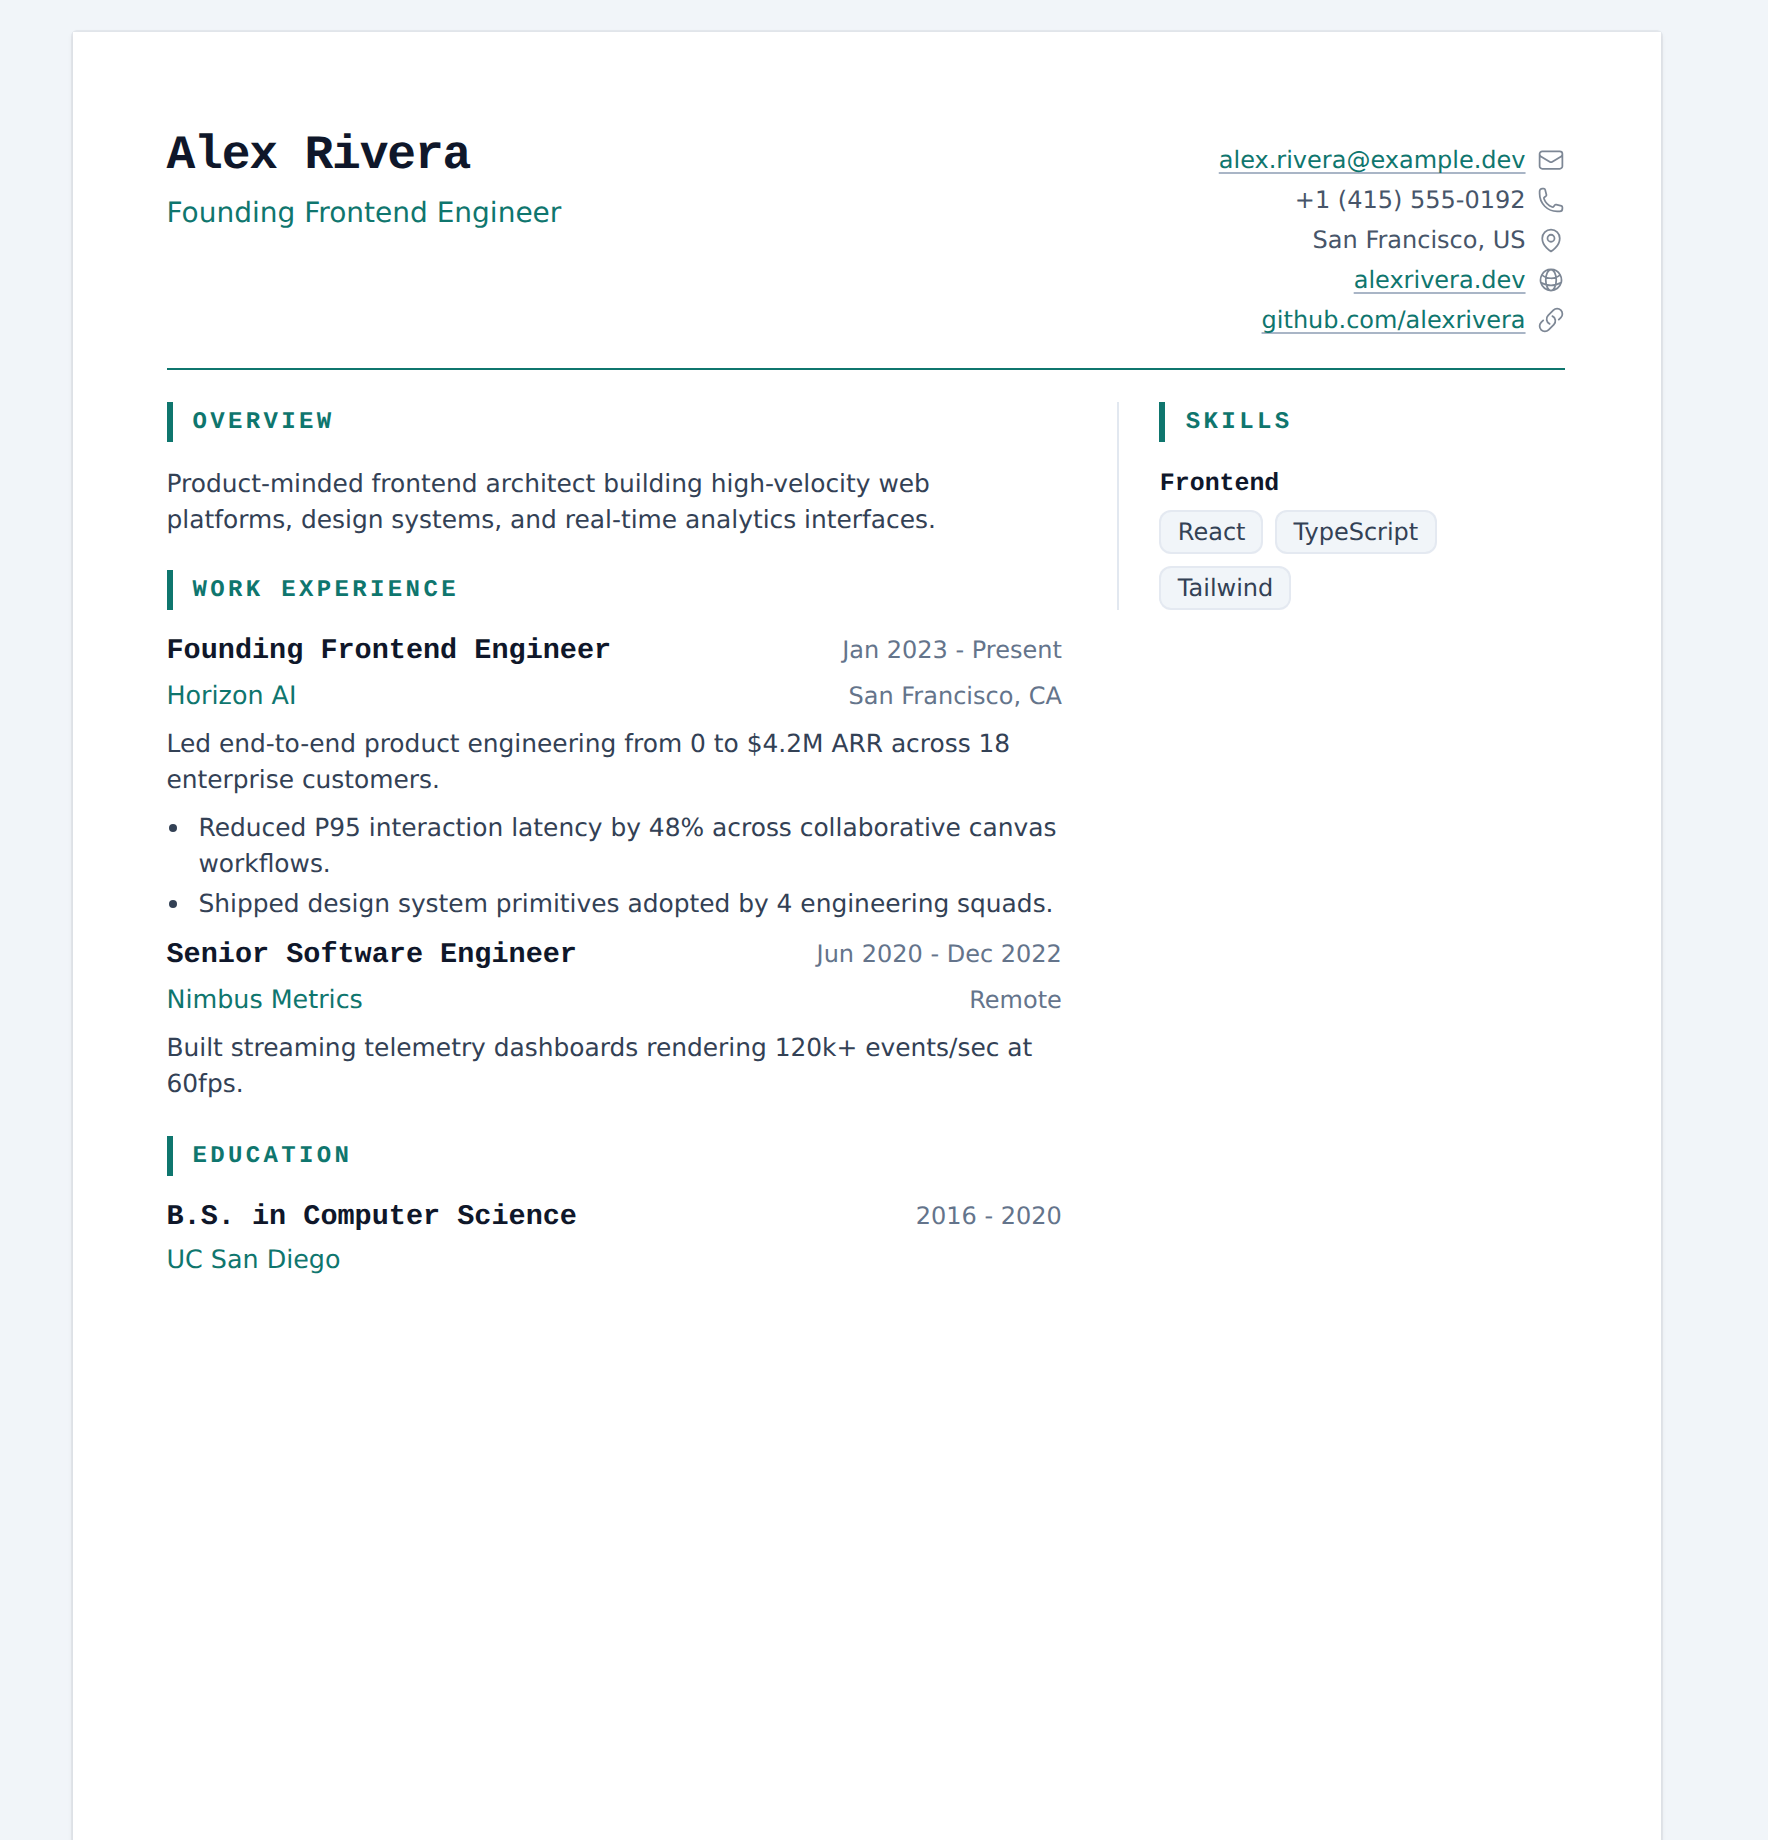 Alex Rivera
Founding Frontend Engineer
alex.rivera@example.dev
+1 (415) 555-0192
San Francisco, US
alexrivera.dev
github.com/alexrivera
OVERVIEW
Product-minded frontend architect building high-velocity web
platforms, design systems, and real-time analytics interfaces.
WORK EXPERIENCE
Founding Frontend Engineer Jan 2023 - Present
Horizon AI San Francisco, CA
Led end-to-end product engineering from 0 to $4.2M ARR across 18
enterprise customers.
• Reduced P95 interaction latency by 48% across collaborative canvas
workflows.
• Shipped design system primitives adopted by 4 engineering squads.
Senior Software Engineer Jun 2020 - Dec 2022
Nimbus Metrics Remote
Built streaming telemetry dashboards rendering 120k+ events/sec at
60fps.
EDUCATION
B.S. in Computer Science 2016 - 2020
UC San Diego
SKILLS
Frontend
React TypeScript
Tailwind